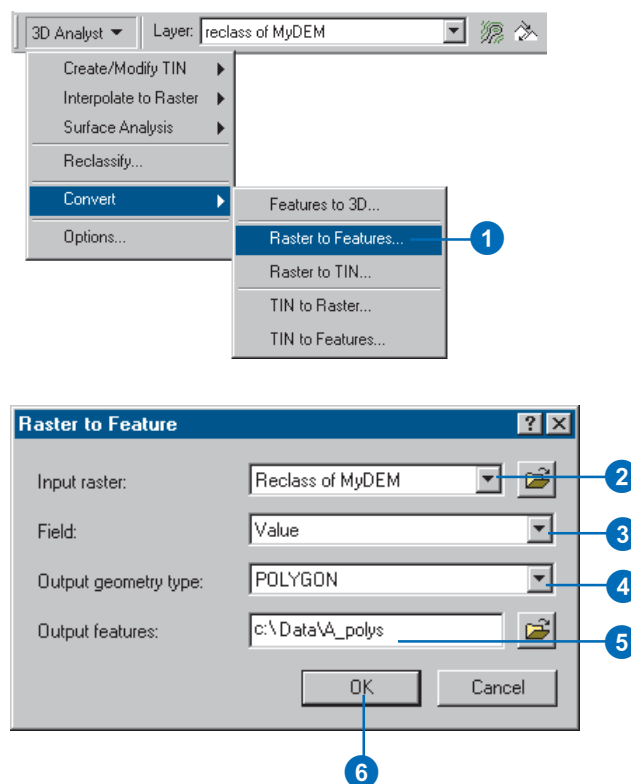 3D Analyst Layer: reclass of MyDEM
Create/Modify TIN
Interpolate to Raster
Surface Analysis
Reclassify...
Convert
Options...
Features to 3D...
Raster to Features... 1
Raster to TIN...
TIN to Raster...
TIN to Features...
Raster to Feature ?
Input raster: Reclass of MyDEM 2
Field: Value 3
Output geometry type: POLYGON 4
Output features: c:\Data\A_polys 5
OK Cancel
6